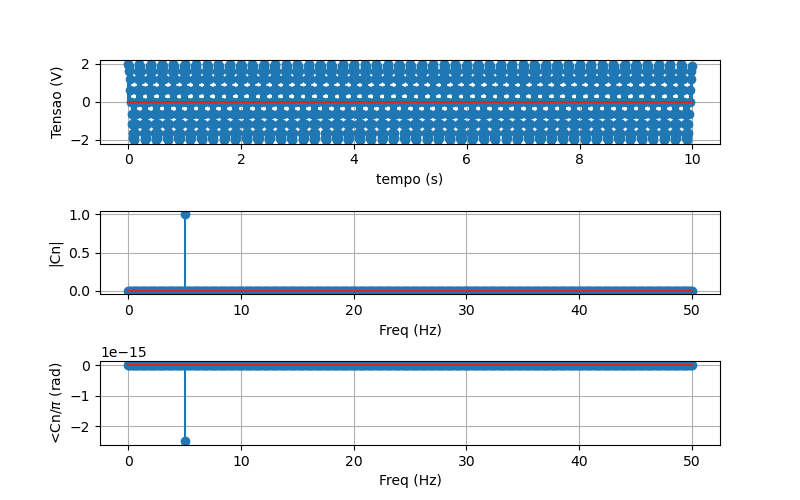 2
0
−2
Tensao (V)
0 2 4 6 8 10
tempo (s)
1.0
0.5
0.0
|Cn|
0 10 20 30 40 50
Freq (Hz)
1e−15
0
−1
−2
<Cn/π (rad)
0 10 20 30 40 50
Freq (Hz)